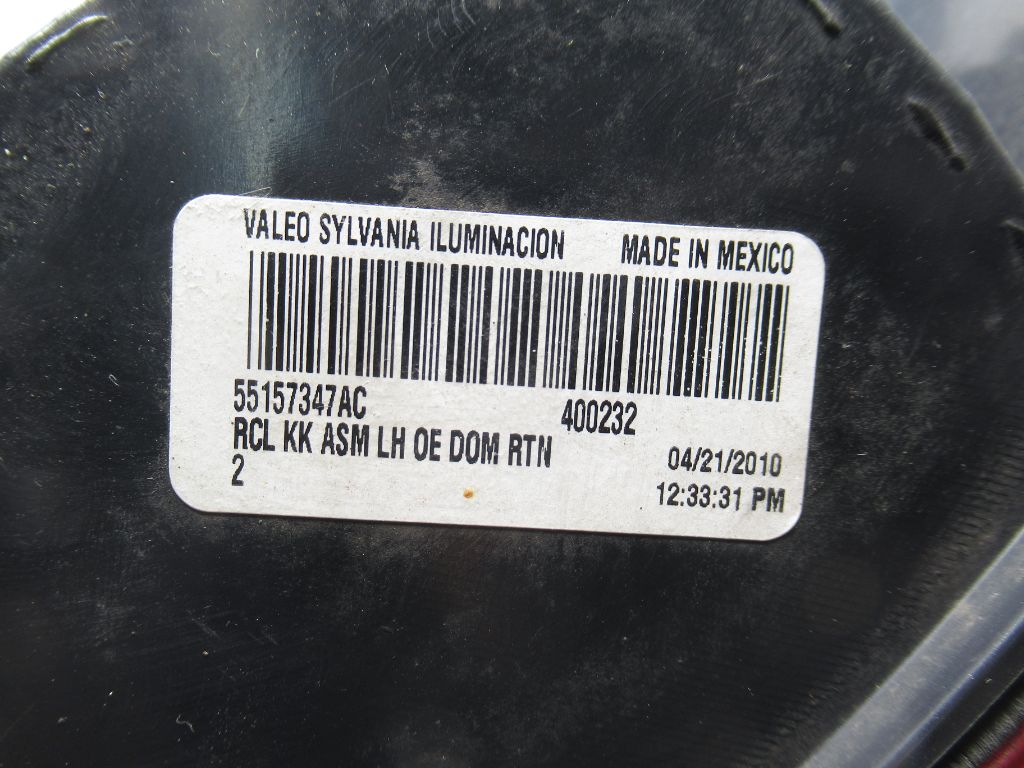 VALEO SYLVANIA ILUMINACION MADE IN MEXICO
55157347AC 400232
RCL KK ASM LH OE DOM RTN 04/21/2010
2 12:33:31 PM